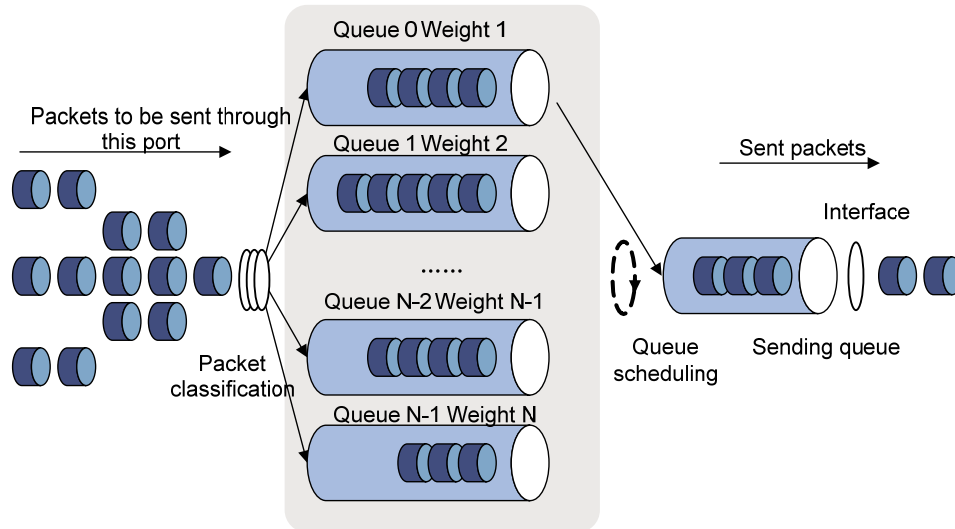 Queue 0 Weight 1
Packets to be sent through
this port
Queue 1 Weight 2
Sent packets
Interface
......
Queue N-2 Weight N-1
Packet
classification
Queue
scheduling
Sending queue
Queue N-1 Weight N